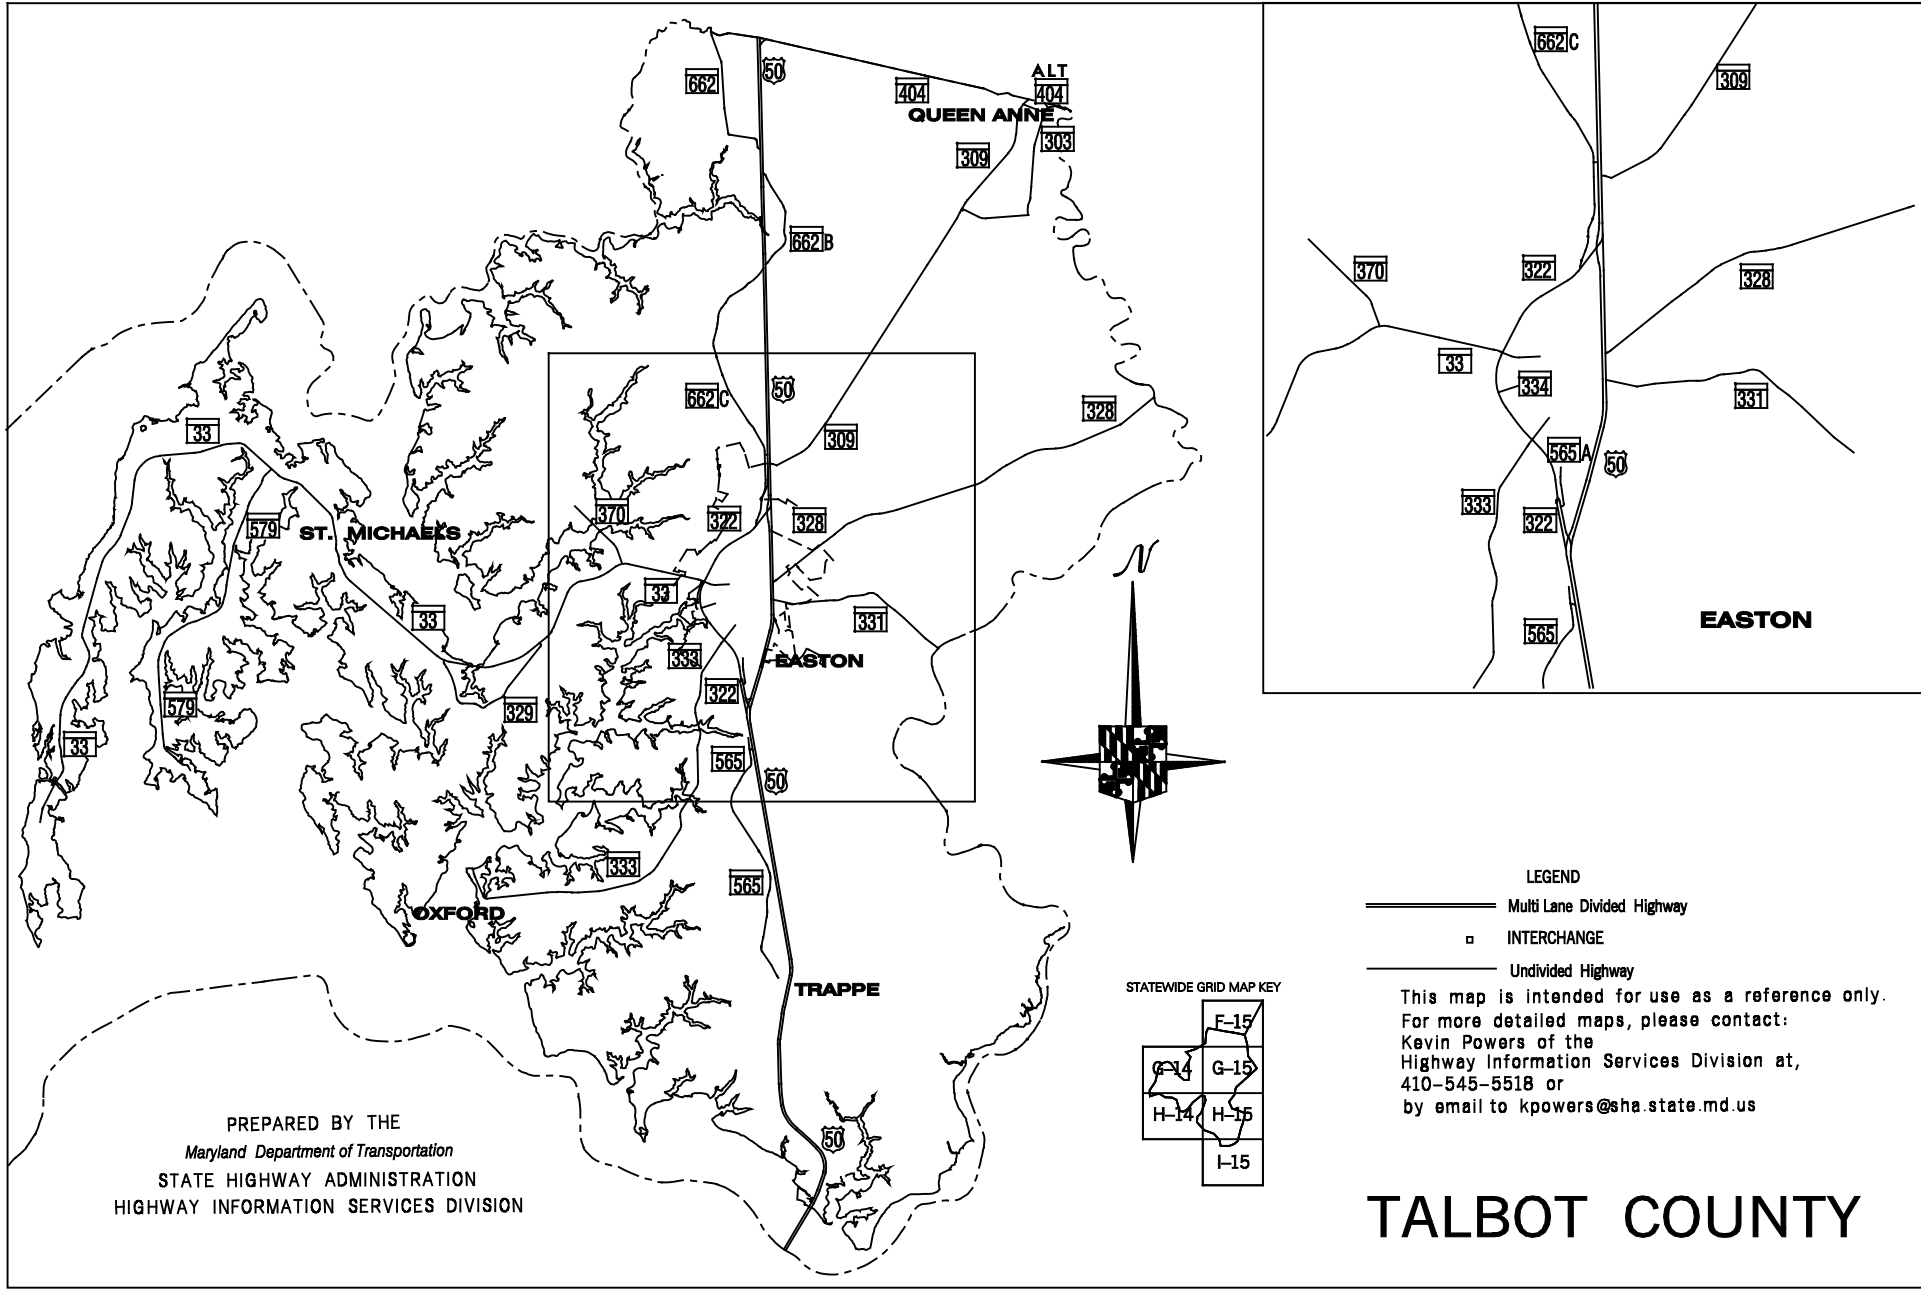 662
50
404
ALT
404
QUEEN ANNE
303
309
662 B
662 C
50
309
328
33
579
ST. MICHAELS
370
322
328
33
33
331
333
EASTON
579
322
329
33
565
50
333
565
OXFORD
TRAPPE
50
662 C
309
370
322
328
33
334
331
565 A
50
333
322
565
EASTON
N
LEGEND
Multi Lane Divided Highway
INTERCHANGE
Undivided Highway
This map is intended for use as a reference only.
For more detailed maps, please contact:
Kevin Powers of the
Highway Information Services Division at,
410-545-5518 or
by email to kpowers@sha.state.md.us
STATEWIDE GRID MAP KEY
F-15
G-14 G-15
H-14 H-15
I-15
PREPARED BY THE
Maryland Department of Transportation
STATE HIGHWAY ADMINISTRATION
HIGHWAY INFORMATION SERVICES DIVISION
TALBOT COUNTY